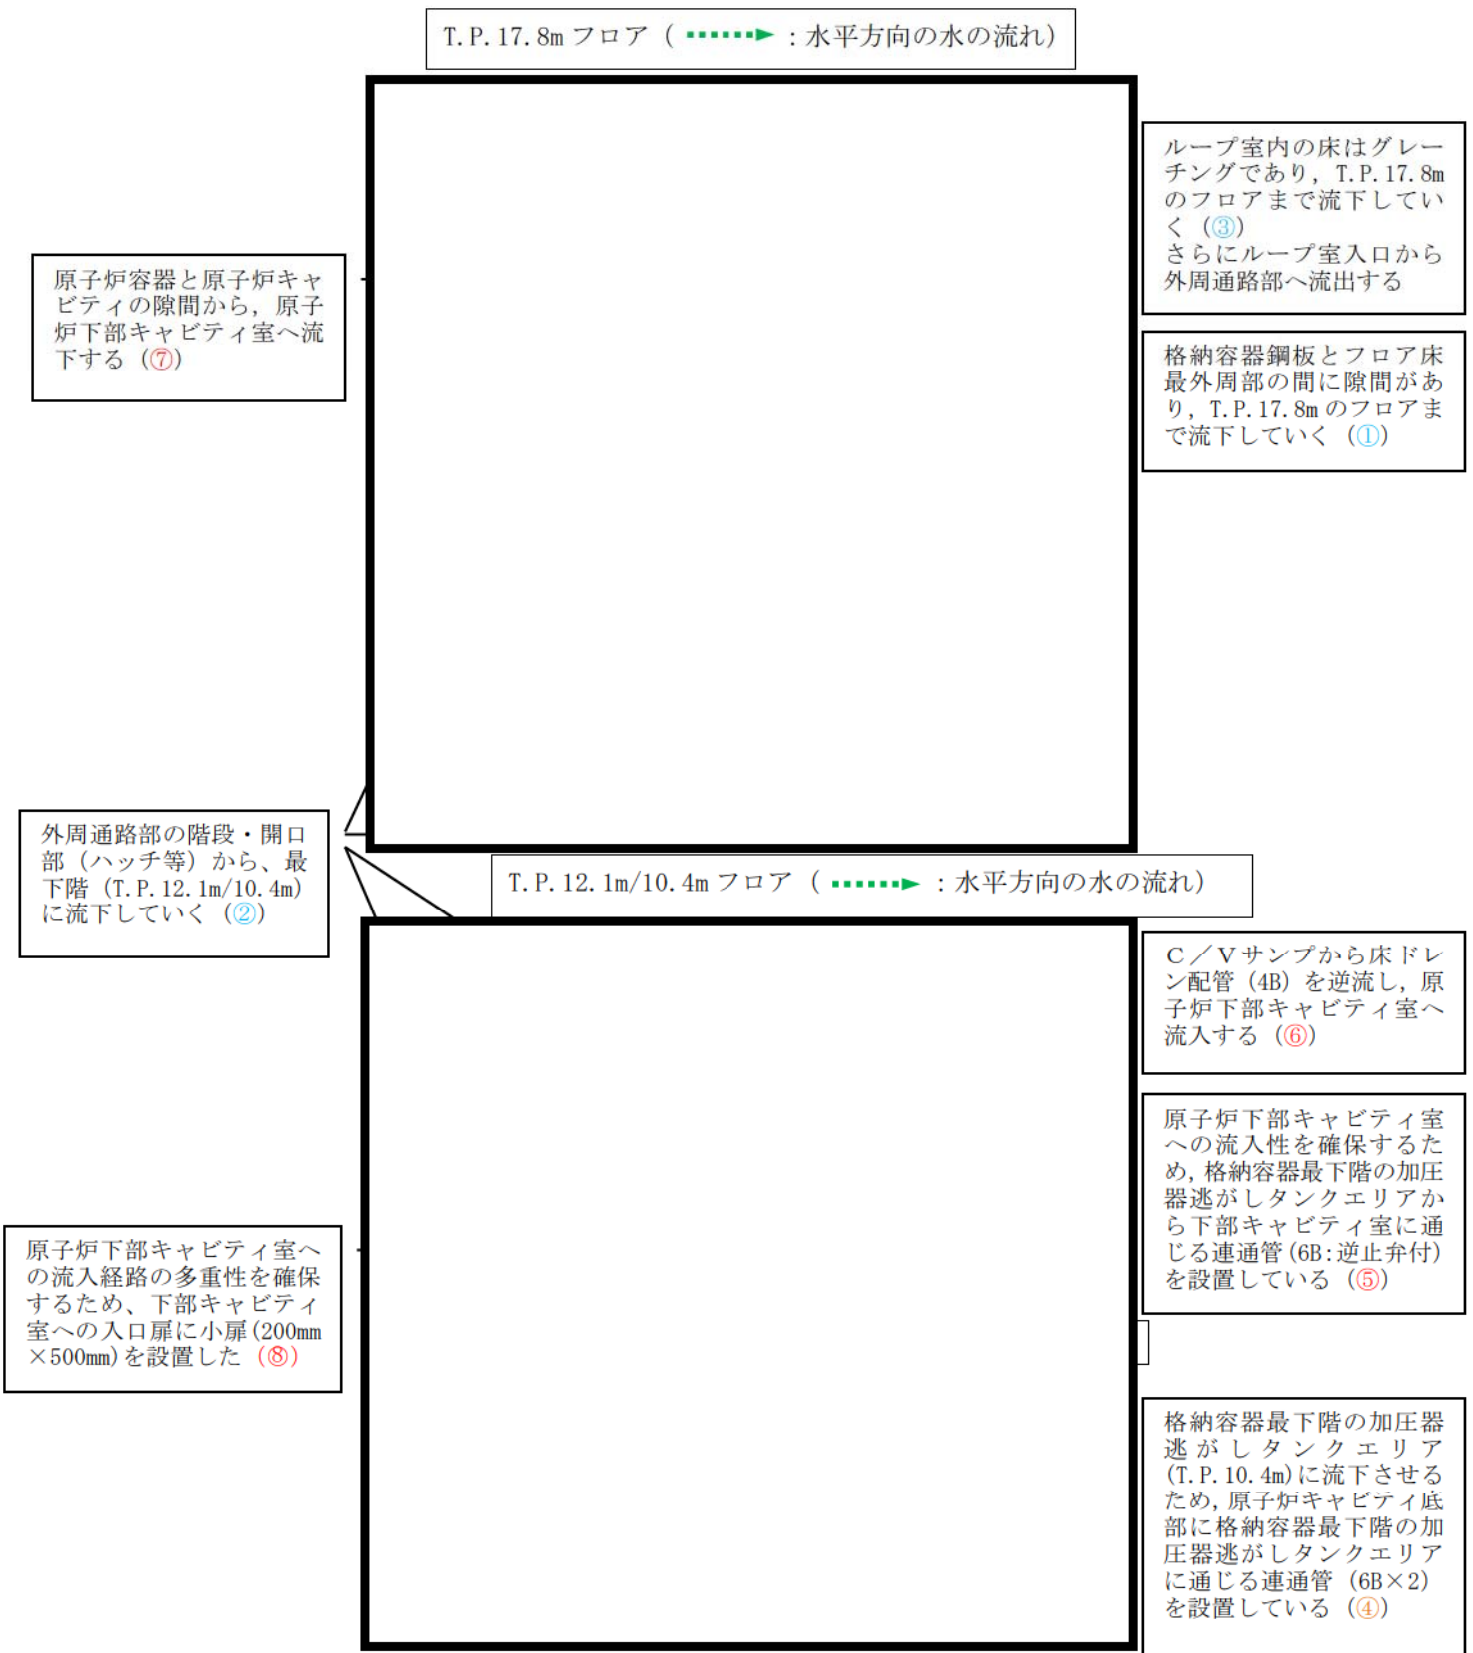 T.P.17.8m フロア（ ······▶ ：水平方向の水の流れ）
ループ室内の床はグレー
チングであり，T.P.17.8m
のフロアまで流下してい
く（③）
さらにループ室入口から
外周通路部へ流出する
原子炉容器と原子炉キャ
ビティの隙間から，原子
炉下部キャビティ室へ流
下する（⑦）
格納容器鋼板とフロア床
最外周部の間に隙間があ
り，T.P.17.8m のフロアま
で流下していく（①）
外周通路部の階段・開口
部（ハッチ等）から、最
下階（T.P.12.1m/10.4m）
に流下していく（②）
T.P.12.1m/10.4m フロア（ ······▶ ：水平方向の水の流れ）
Ｃ／Ｖサンプから床ドレ
ン配管（4B）を逆流し，原
子炉下部キャビティ室へ
流入する（⑥）
原子炉下部キャビティ室
への流入性を確保するた
め，格納容器最下階の加圧
器逃がしタンクエリアか
ら下部キャビティ室に通
じる連通管(6B:逆止弁付)
を設置している（⑤）
原子炉下部キャビティ室へ
の流入経路の多重性を確保
するため、下部キャビティ
室への入口扉に小扉(200mm
×500mm)を設置した（⑧）
格納容器最下階の加圧器
逃がしタンクエリア
(T.P.10.4m)に流下させる
ため，原子炉キャビティ底
部に格納容器最下階の加
圧器逃がしタンクエリア
に通じる連通管（6B×2）
を設置している（④）